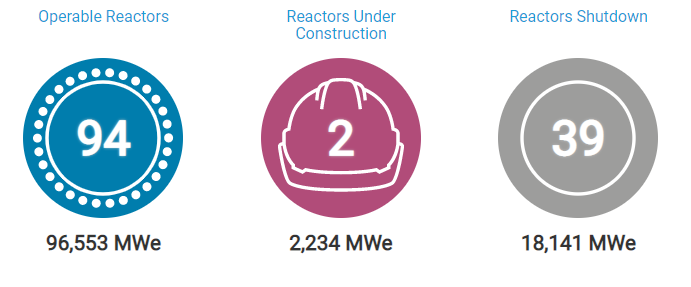 Operable Reactors
94
96,553 MWe
Reactors Under
Construction
2
2,234 MWe
Reactors Shutdown
39
18,141 MWe